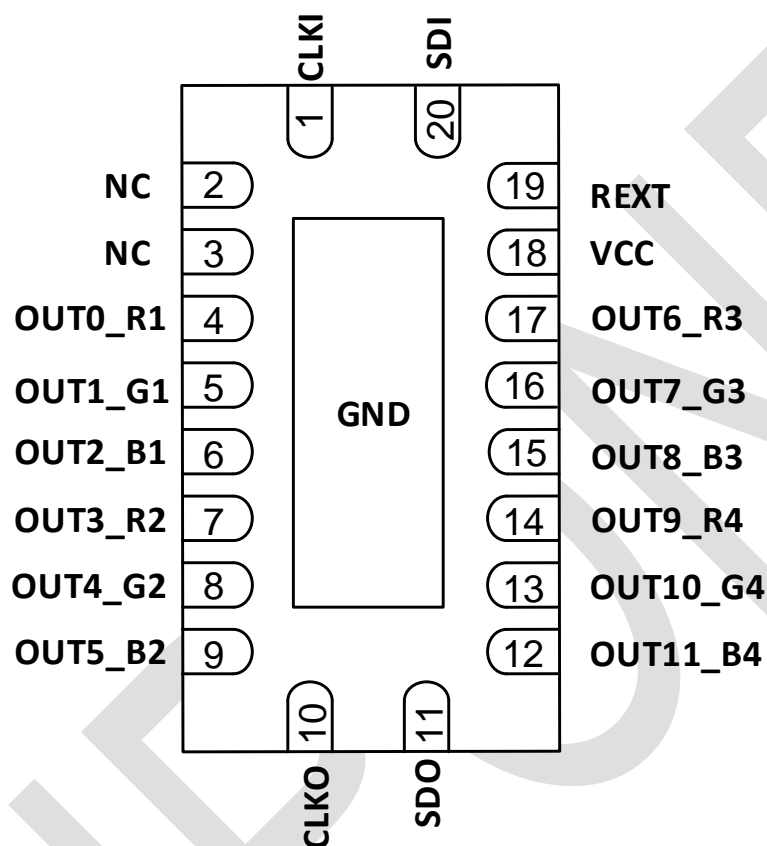 CLKI
SDI
1
20
NC 2
19 REXT
NC 3
18 VCC
OUT0_R1 4
17 OUT6_R3
OUT1_G1 5
16 OUT7_G3
GND
OUT2_B1 6
15 OUT8_B3
OUT3_R2 7
14 OUT9_R4
OUT4_G2 8
13 OUT10_G4
OUT5_B2 9
12 OUT11_B4
10
11
CLKO
SDO